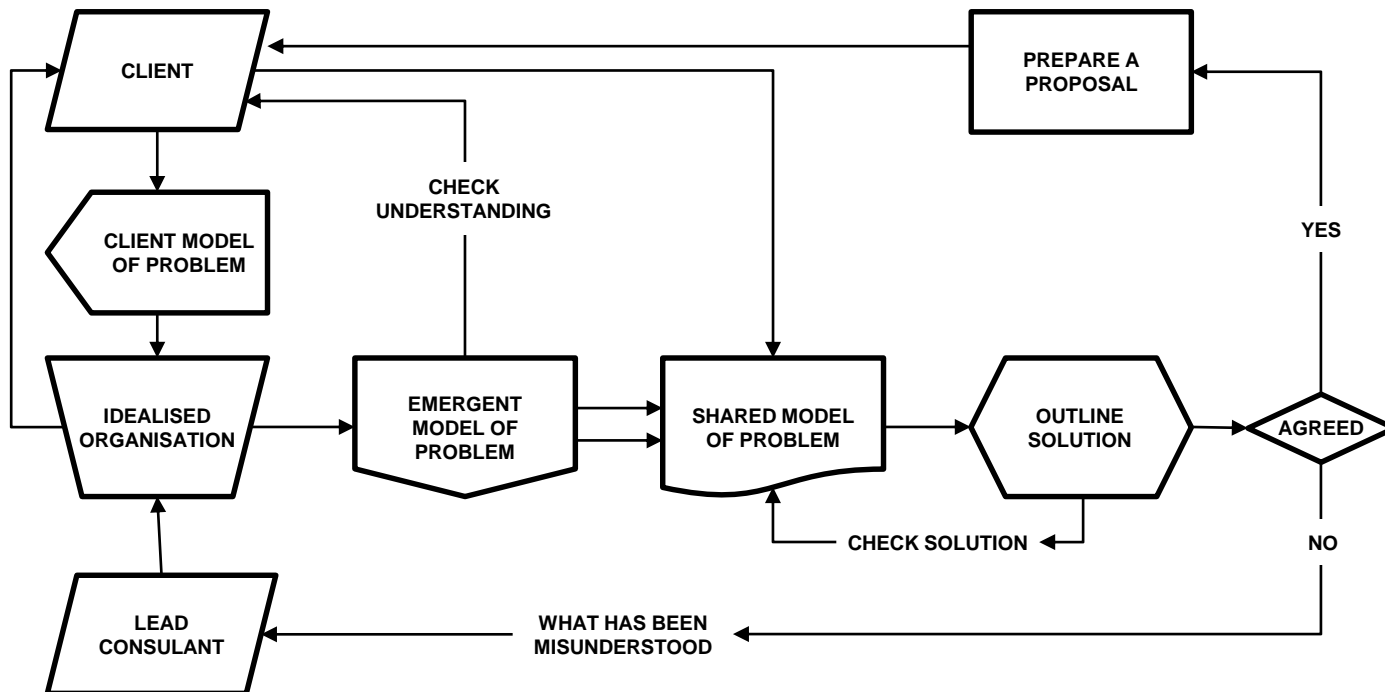 CLIENT
PREPARE A
PROPOSAL
CHECK
UNDERSTANDING
YES
CLIENT MODEL
OF PROBLEM
IDEALISED
ORGANISATION
EMERGENT
MODEL OF
PROBLEM
SHARED MODEL
OF PROBLEM
OUTLINE
SOLUTION
AGREED
CHECK SOLUTION
NO
LEAD
CONSULANT
WHAT HAS BEEN
MISUNDERSTOOD